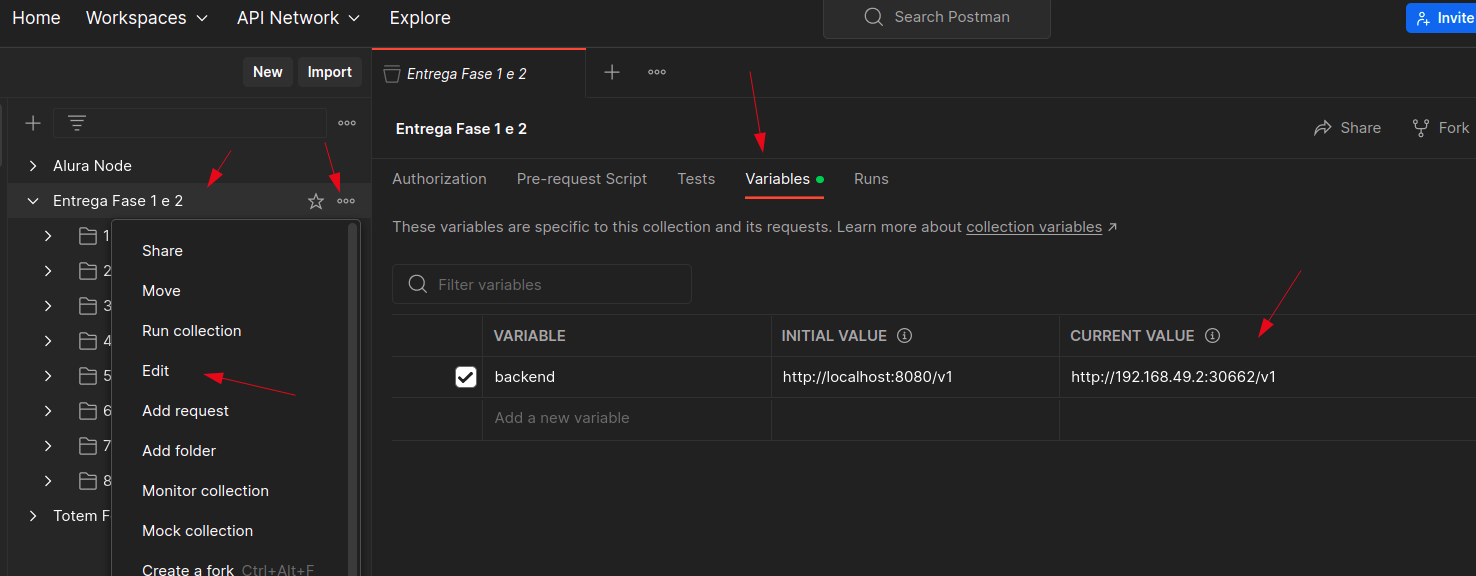 Home Workspaces API Network Explore Search Postman Invite
New Import
Entrega Fase 1 e 2
Alura Node
Entrega Fase 1 e 2
1
2
3
4
5
6
7
8
Totem F
Share
Move
Run collection
Edit
Add request
Add folder
Monitor collection
Mock collection
Create a fork Ctrl+Alt+F
Entrega Fase 1 e 2 Share Fork
Authorization Pre-request Script Tests Variables Runs
These variables are specific to this collection and its requests. Learn more about collection variables ↗
Filter variables
VARIABLE INITIAL VALUE CURRENT VALUE
backend http://localhost:8080/v1 http://192.168.49.2:30662/v1
Add a new variable